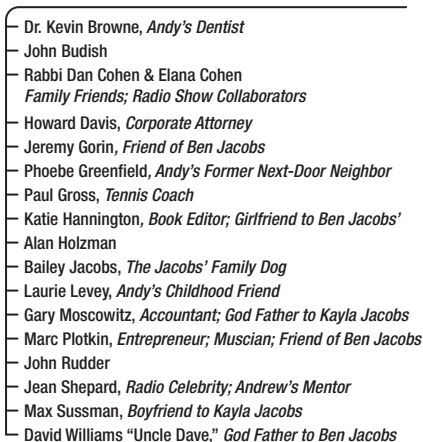 Dr. Kevin Browne, Andy's Dentist
John Budish
Rabbi Dan Cohen & Elana Cohen
Family Friends; Radio Show Collaborators
Howard Davis, Corporate Attorney
Jeremy Gorin, Friend of Ben Jacobs
Phoebe Greenfield, Andy's Former Next-Door Neighbor
Paul Gross, Tennis Coach
Katie Hannington, Book Editor; Girlfriend to Ben Jacobs'
Alan Holzman
Bailey Jacobs, The Jacobs' Family Dog
Laurie Levey, Andy's Childhood Friend
Gary Moscowitz, Accountant; God Father to Kayla Jacobs
Marc Plotkin, Entrepreneur; Muscian; Friend of Ben Jacobs
John Rudder
Jean Shepard, Radio Celebrity; Andrew's Mentor
Max Sussman, Boyfriend to Kayla Jacobs
David Williams “Uncle Dave,” God Father to Ben Jacobs